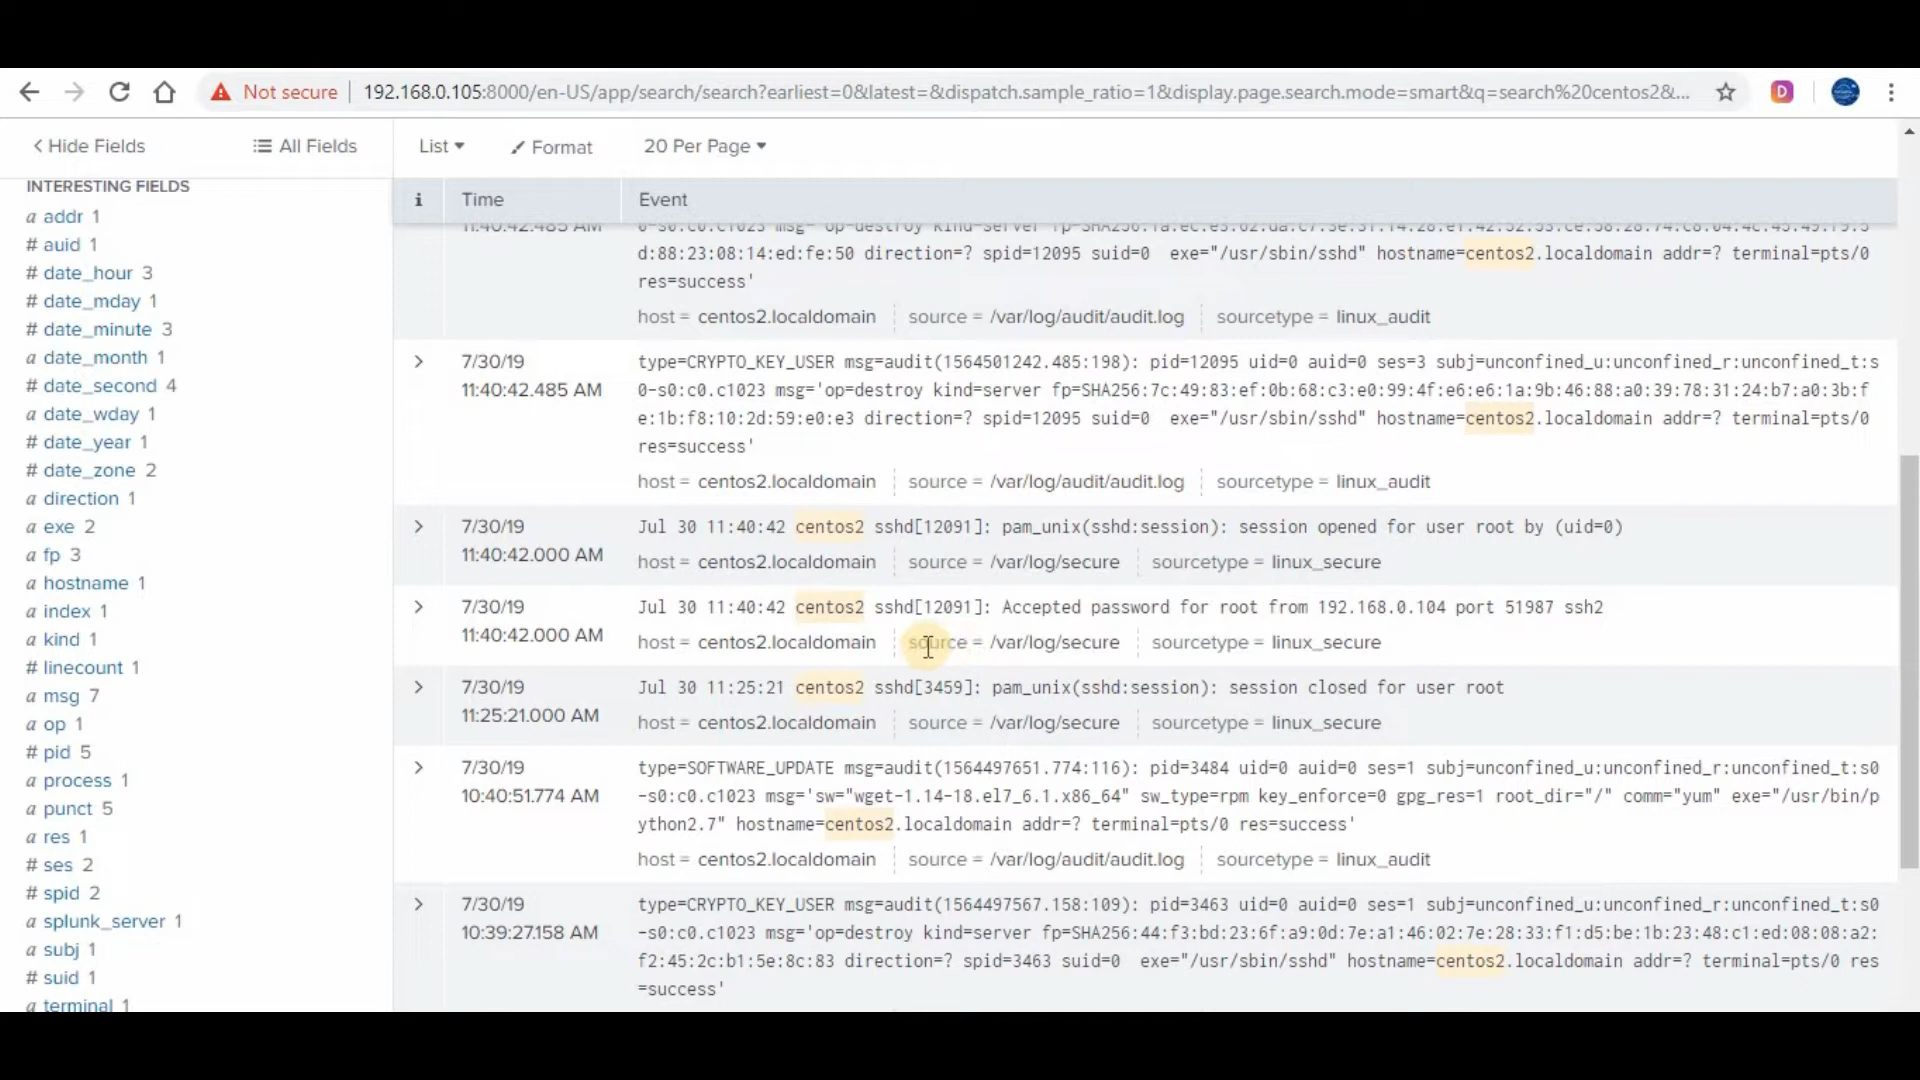 Not secure
192.168.0.105:8000/en-US/app/search/search?earliest=0&latest=&dispatch.sample_ratio=1&display.page.search.mode=smart&q=search%20centos2&...
D
Hide Fields
All Fields
List
Format
20 Per Page
INTERESTING FIELDS
a addr 1
# auid 1
# date_hour 3
# date_mday 1
# date_minute 3
a date_month 1
# date_second 4
a date_wday 1
# date_year 1
# date_zone 2
a direction 1
a exe 2
a fp 3
a hostname 1
a index 1
a kind 1
# linecount 1
a msg 7
a op 1
# pid 5
a process 1
a punct 5
a res 1
# ses 2
# spid 2
a splunk_server 1
a subj 1
# suid 1
a terminal 1
i Time Event
11:40:42.485 AM
d:88:23:08:14:ed:fe:50 direction=? spid=12095 suid=0 exe="/usr/sbin/sshd" hostname=centos2.localdomain addr=? terminal=pts/0
res=success'
host = centos2.localdomain source = /var/log/audit/audit.log sourcetype = linux_audit
7/30/19
11:40:42.485 AM
type=CRYPTO_KEY_USER msg=audit(1564501242.485:198): pid=12095 uid=0 auid=0 ses=3 subj=unconfined_u:unconfined_r:unconfined_t:s
0-s0:c0.c1023 msg='op=destroy kind=server fp=SHA256:7c:49:83:ef:0b:68:c3:e0:99:4f:e6:e6:1a:9b:46:88:a0:39:78:31:24:b7:a0:3b:f
e:1b:f8:10:2d:59:e0:e3 direction=? spid=12095 suid=0 exe="/usr/sbin/sshd" hostname=centos2.localdomain addr=? terminal=pts/0
res=success'
host = centos2.localdomain source = /var/log/audit/audit.log sourcetype = linux_audit
7/30/19
11:40:42.000 AM
Jul 30 11:40:42 centos2 sshd[12091]: pam_unix(sshd:session): session opened for user root by (uid=0)
host = centos2.localdomain source = /var/log/secure sourcetype = linux_secure
7/30/19
11:40:42.000 AM
Jul 30 11:40:42 centos2 sshd[12091]: Accepted password for root from 192.168.0.104 port 51987 ssh2
host = centos2.localdomain source = /var/log/secure sourcetype = linux_secure
7/30/19
11:25:21.000 AM
Jul 30 11:25:21 centos2 sshd[3459]: pam_unix(sshd:session): session closed for user root
host = centos2.localdomain source = /var/log/secure sourcetype = linux_secure
7/30/19
10:40:51.774 AM
type=SOFTWARE_UPDATE msg=audit(1564497651.774:116): pid=3484 uid=0 auid=0 ses=1 subj=unconfined_u:unconfined_r:unconfined_t:s0
-s0:c0.c1023 msg='sw="wget-1.14-18.el7_6.1.x86_64" sw_type=rpm key_enforce=0 gpg_res=1 root_dir="/" comm="yum" exe="/usr/bin/p
ython2.7" hostname=centos2.localdomain addr=? terminal=pts/0 res=success'
host = centos2.localdomain source = /var/log/audit/audit.log sourcetype = linux_audit
7/30/19
10:39:27.158 AM
type=CRYPTO_KEY_USER msg=audit(1564497567.158:109): pid=3463 uid=0 auid=0 ses=1 subj=unconfined_u:unconfined_r:unconfined_t:s0
-s0:c0.c1023 msg='op=destroy kind=server fp=SHA256:44:f3:bd:23:6f:a9:0d:7e:a1:46:02:7e:28:33:f1:d5:be:1b:23:48:c1:ed:08:08:a2:
f2:45:2c:b1:5e:8c:83 direction=? spid=3463 suid=0 exe="/usr/sbin/sshd" hostname=centos2.localdomain addr=? terminal=pts/0 res
=success'